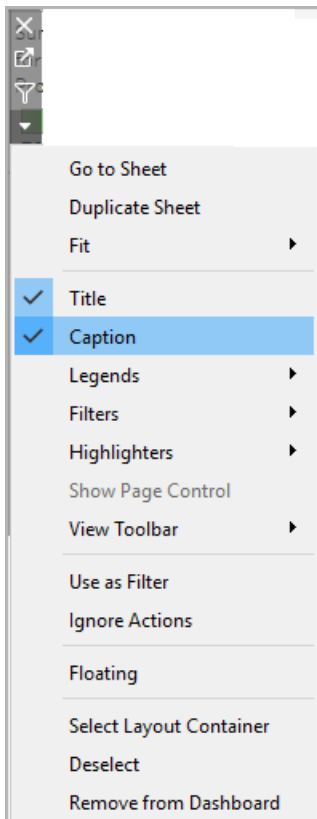 Go to Sheet
Duplicate Sheet
Fit
Title
Caption
Legends
Filters
Highlighters
Show Page Control
View Toolbar
Use as Filter
Ignore Actions
Floating
Select Layout Container
Deselect
Remove from Dashboard